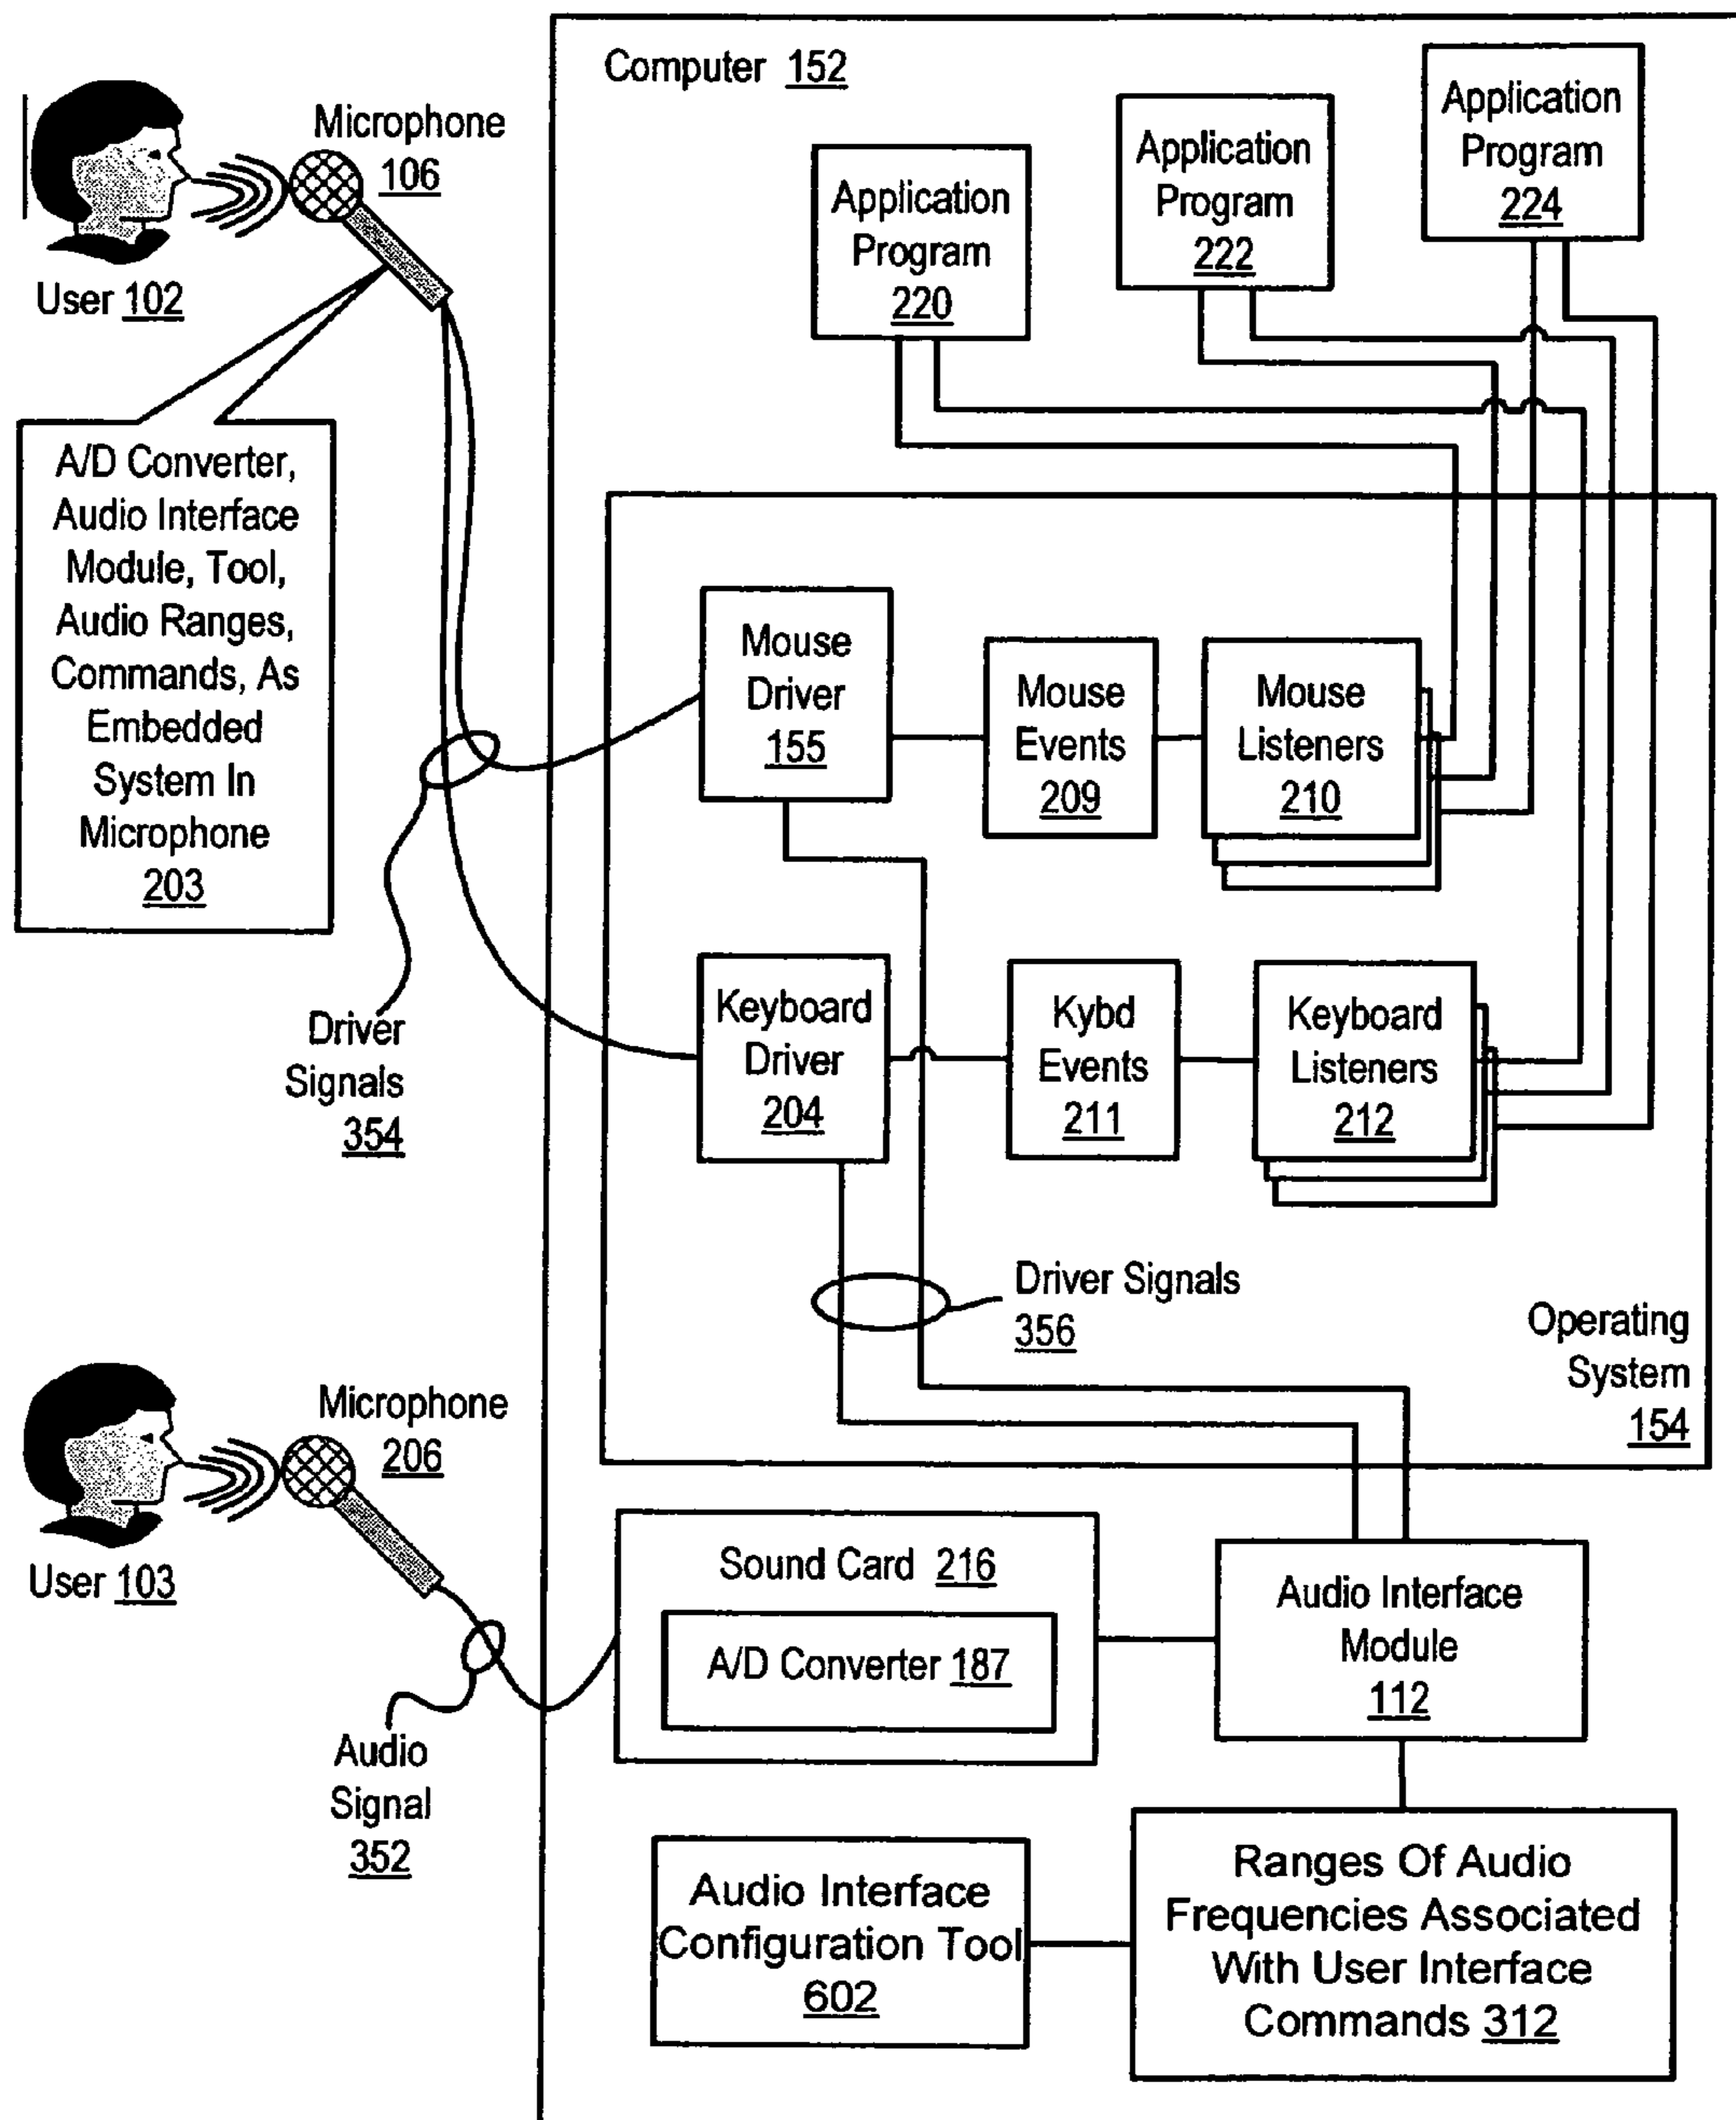 Computer 152
Microphone
106
User 102
Application
Program
220
Application
Program
222
Application
Program
224
A/D Converter,
Audio Interface
Module, Tool,
Audio Ranges,
Commands, As
Embedded
System In
Microphone
203
Mouse
Driver
155
Mouse
Events
209
Mouse
Listeners
210
Driver
Signals
354
Keyboard
Driver
204
Kybd
Events
211
Keyboard
Listeners
212
Driver Signals
356
Operating
System
154
Microphone
206
User 103
Audio
Signal
352
Sound Card 216
A/D Converter 187
Audio Interface
Module
112
Audio Interface
Configuration Tool
602
Ranges Of Audio
Frequencies Associated
With User Interface
Commands 312